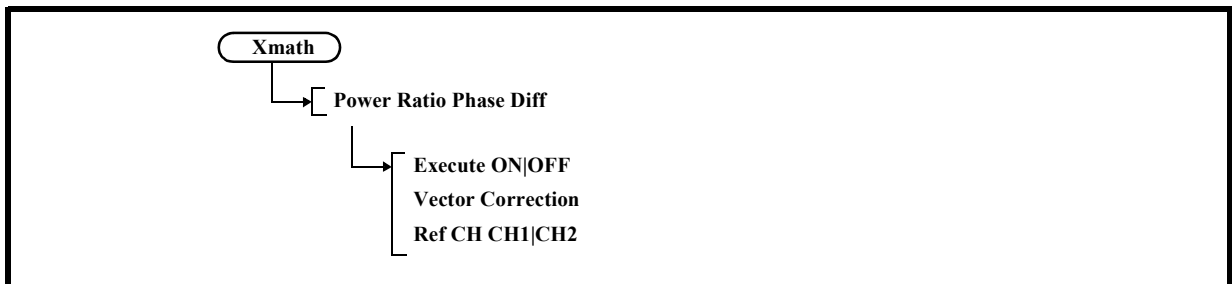 Xmath
Power Ratio Phase Diff
Execute ON|OFF
Vector Correction
Ref CH CH1|CH2